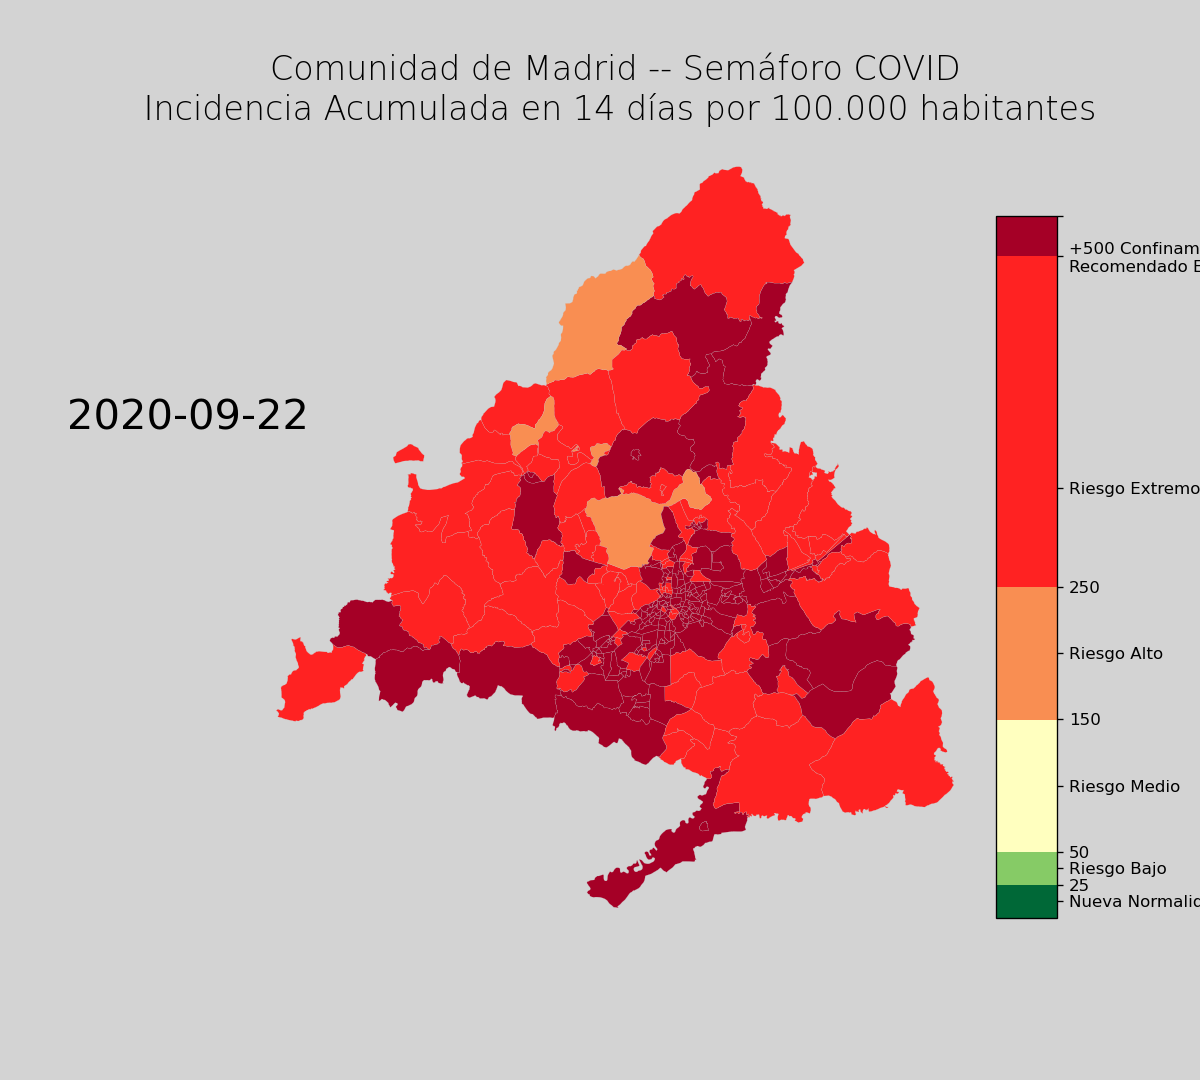 Comunidad de Madrid -- Semáforo COVID
Incidencia Acumulada en 14 días por 100.000 habitantes
2020-09-22
+500 Confinam
Recomendado E
Riesgo Extremo
250
Riesgo Alto
150
Riesgo Medio
50
Riesgo Bajo
25
Nueva Normalid